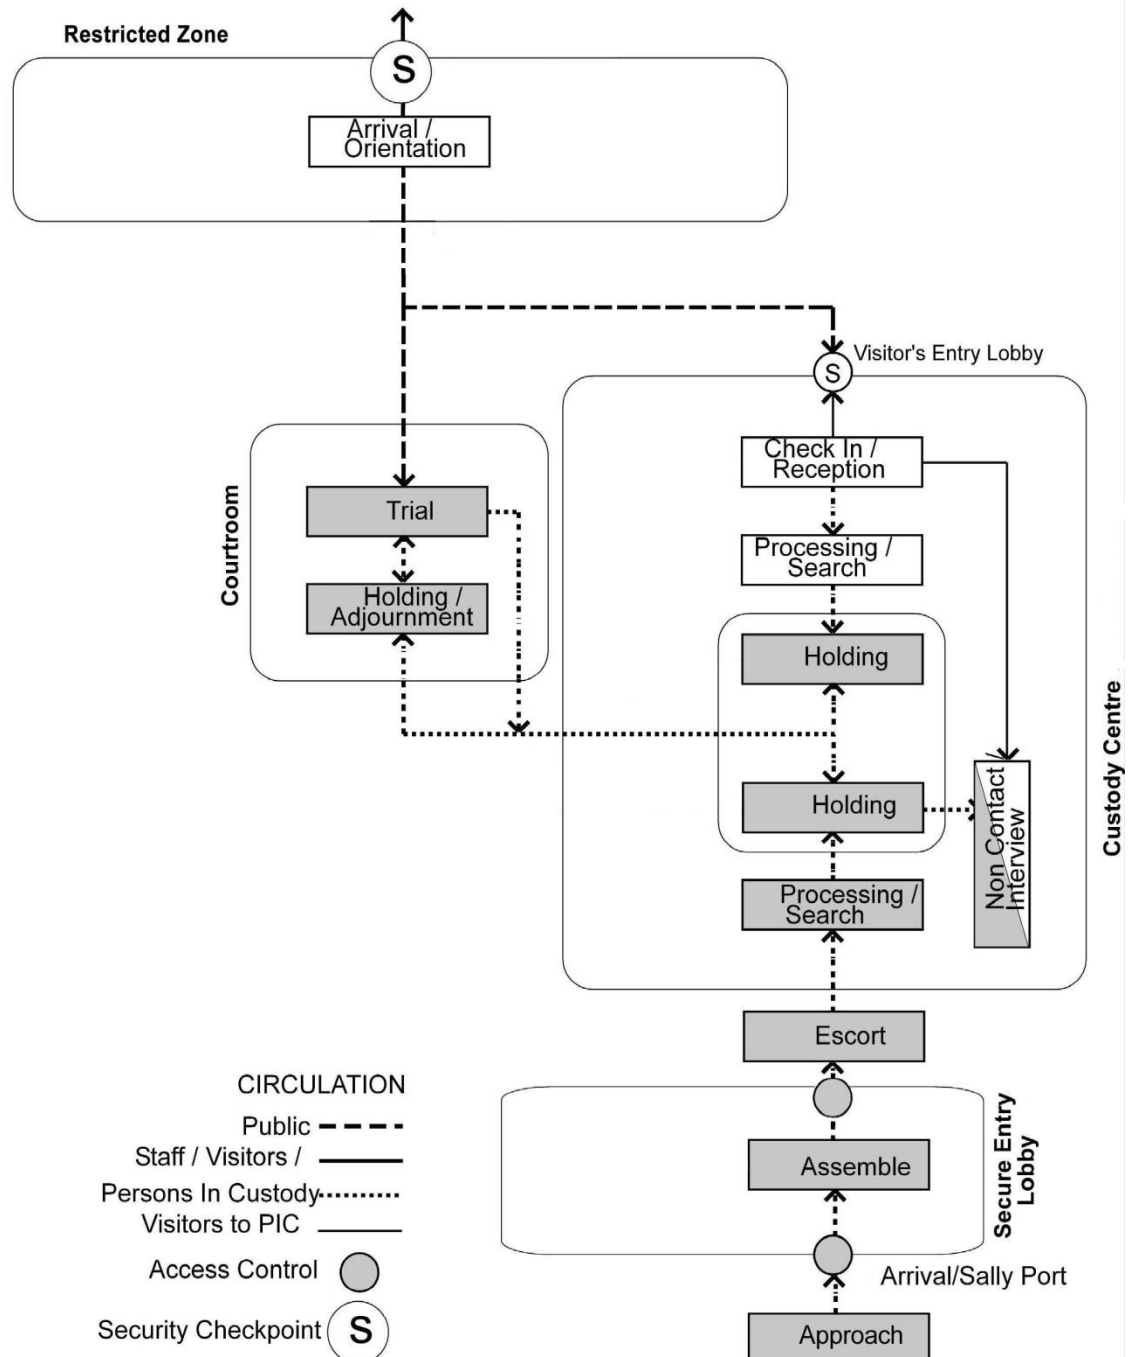 Restricted Zone
S
Arrival /
Orientation
Visitor's Entry Lobby
S
Check In /
Reception
Courtroom
Trial
Processing /
Search
Holding /
Adjournment
Holding
Custody Centre
Holding
Non Contact
Interview
Processing /
Search
Escort
CIRCULATION
Public
Staff / Visitors /
Persons In Custody
Visitors to PIC
Access Control
Security Checkpoint
S
Secure Entry
Lobby
Assemble
Arrival/Sally Port
Approach